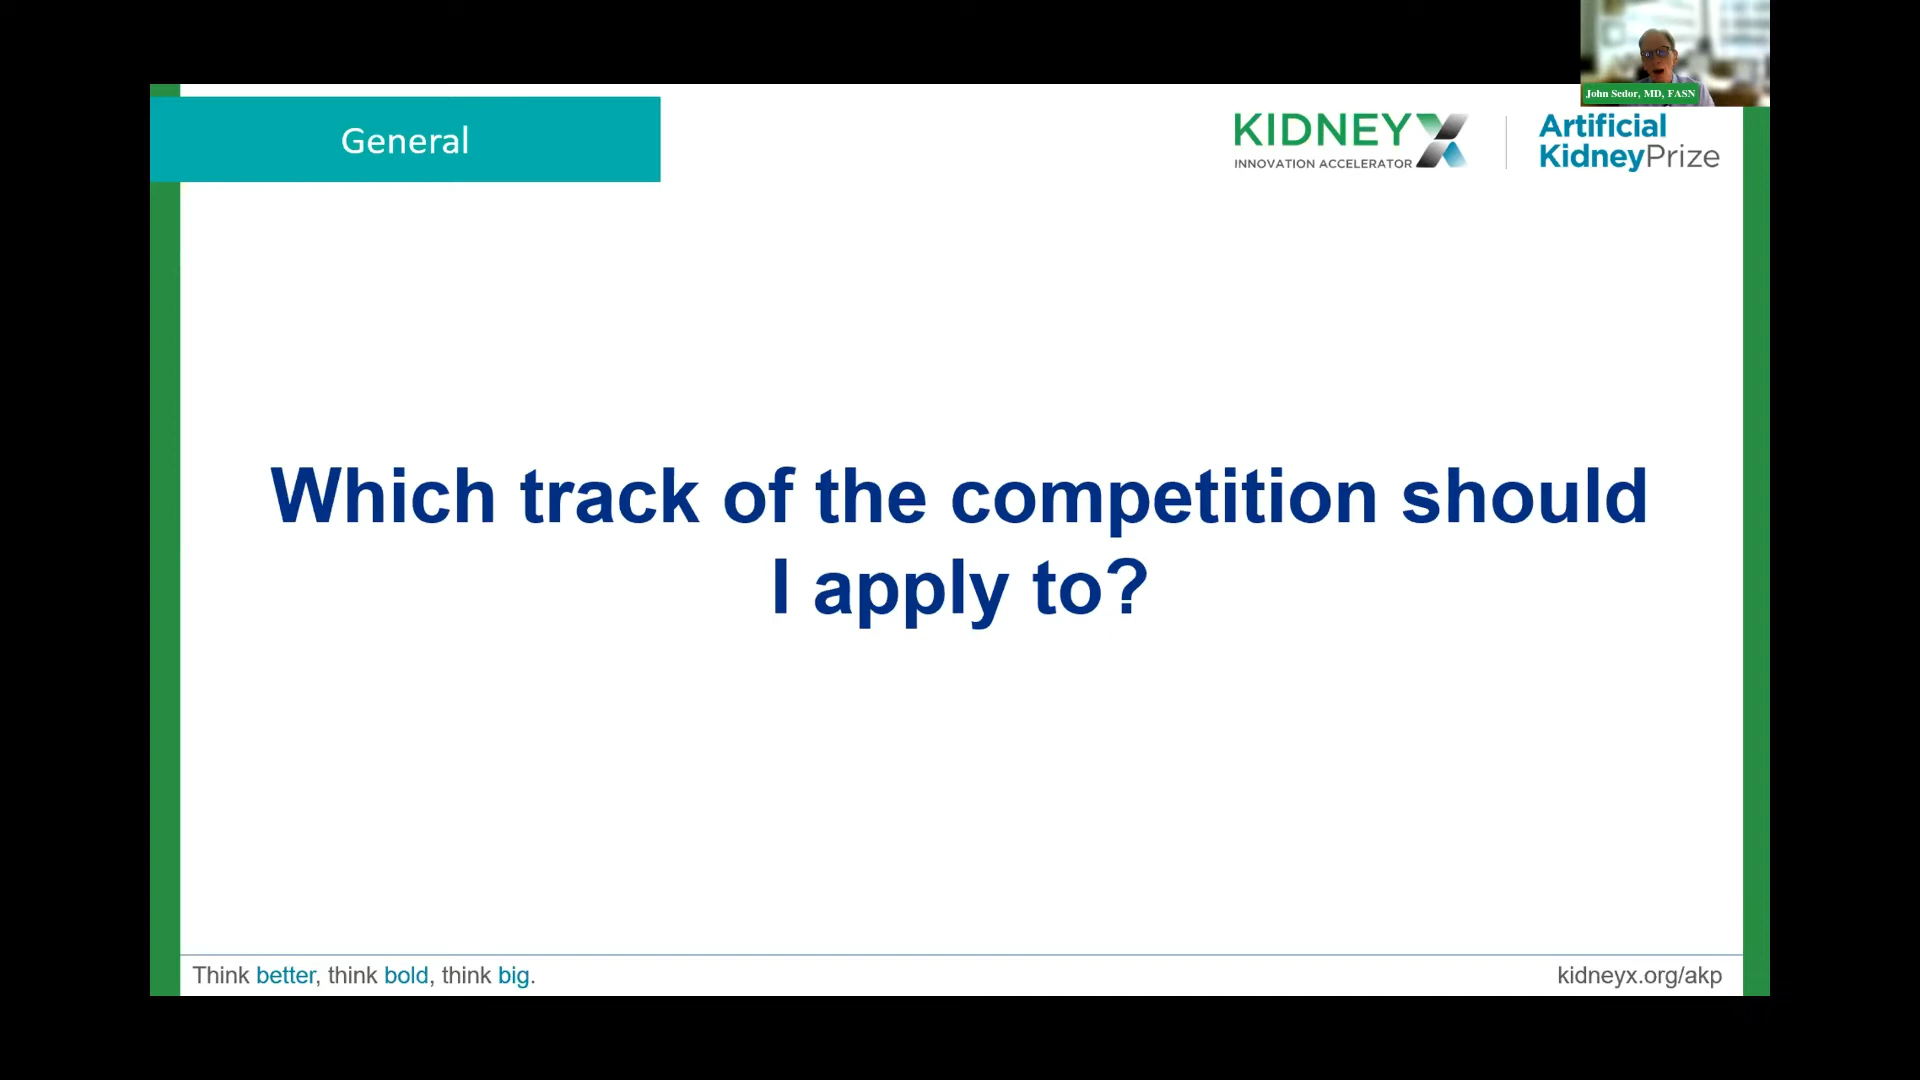 John Sedor, MD, FASN
General
KIDNEYX
INNOVATION ACCELERATOR
Artificial
KidneyPrize
Which track of the competition should
I apply to?
Think better, think bold, think big.
kidneyx.org/akp